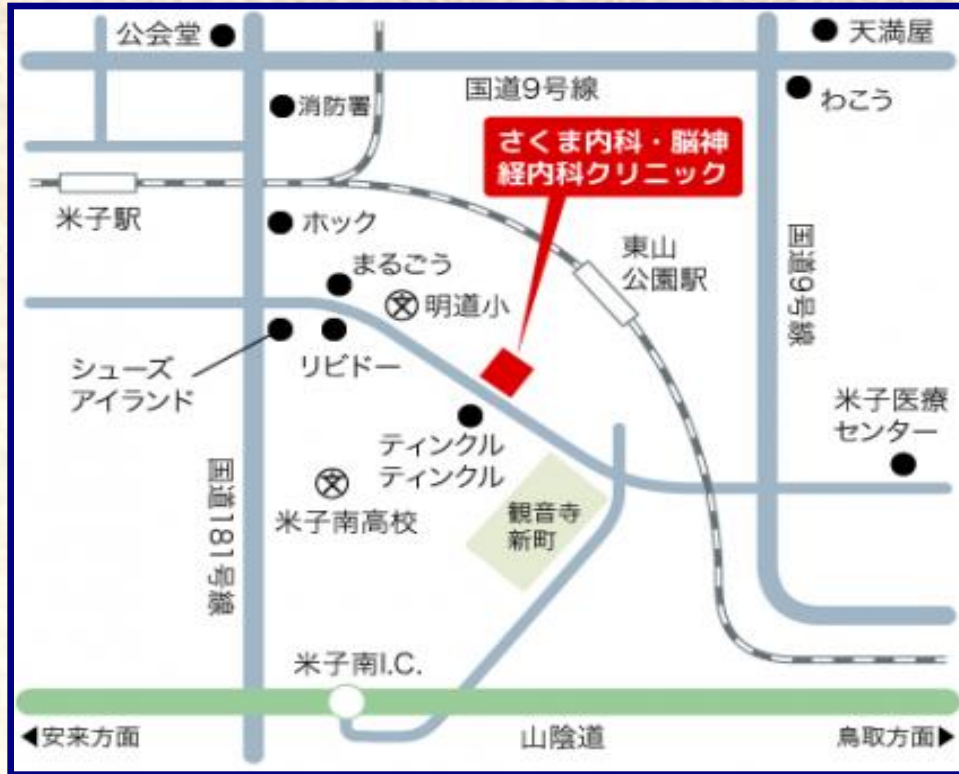 公会堂
天満屋
国道9号線
消防署
わこう
さくま内科・脳神
経内科クリニック
米子駅
ホック
東山
公園駅
国道9号線
まるごう
明道小
シューズ
アイランド
リビドー
米子医療
センター
ティンクル
ティンクル
国道181号線
米子南高校
観音寺
新町
米子南I.C.
◀安来方面
山陰道
鳥取方面▶